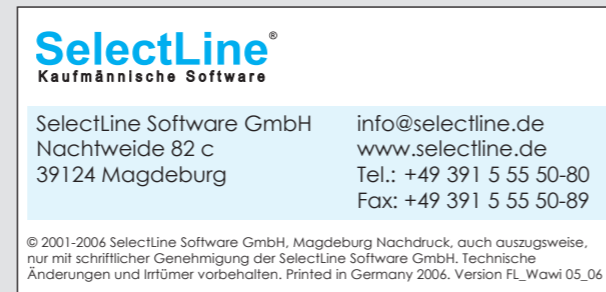 SelectLine®
Kaufmännische Software
SelectLine Software GmbH
Nachtweide 82 c
39124 Magdeburg
info@selectline.de
www.selectline.de
Tel.: +49 391 5 55 50-80
Fax: +49 391 5 55 50-89
© 2001-2006 SelectLine Software GmbH, Magdeburg Nachdruck, auch auszugsweise,
nur mit schriftlicher Genehmigung der SelectLine Software GmbH. Technische
Änderungen und Irrtümer vorbehalten. Printed in Germany 2006. Version FL_Wawi 05_06